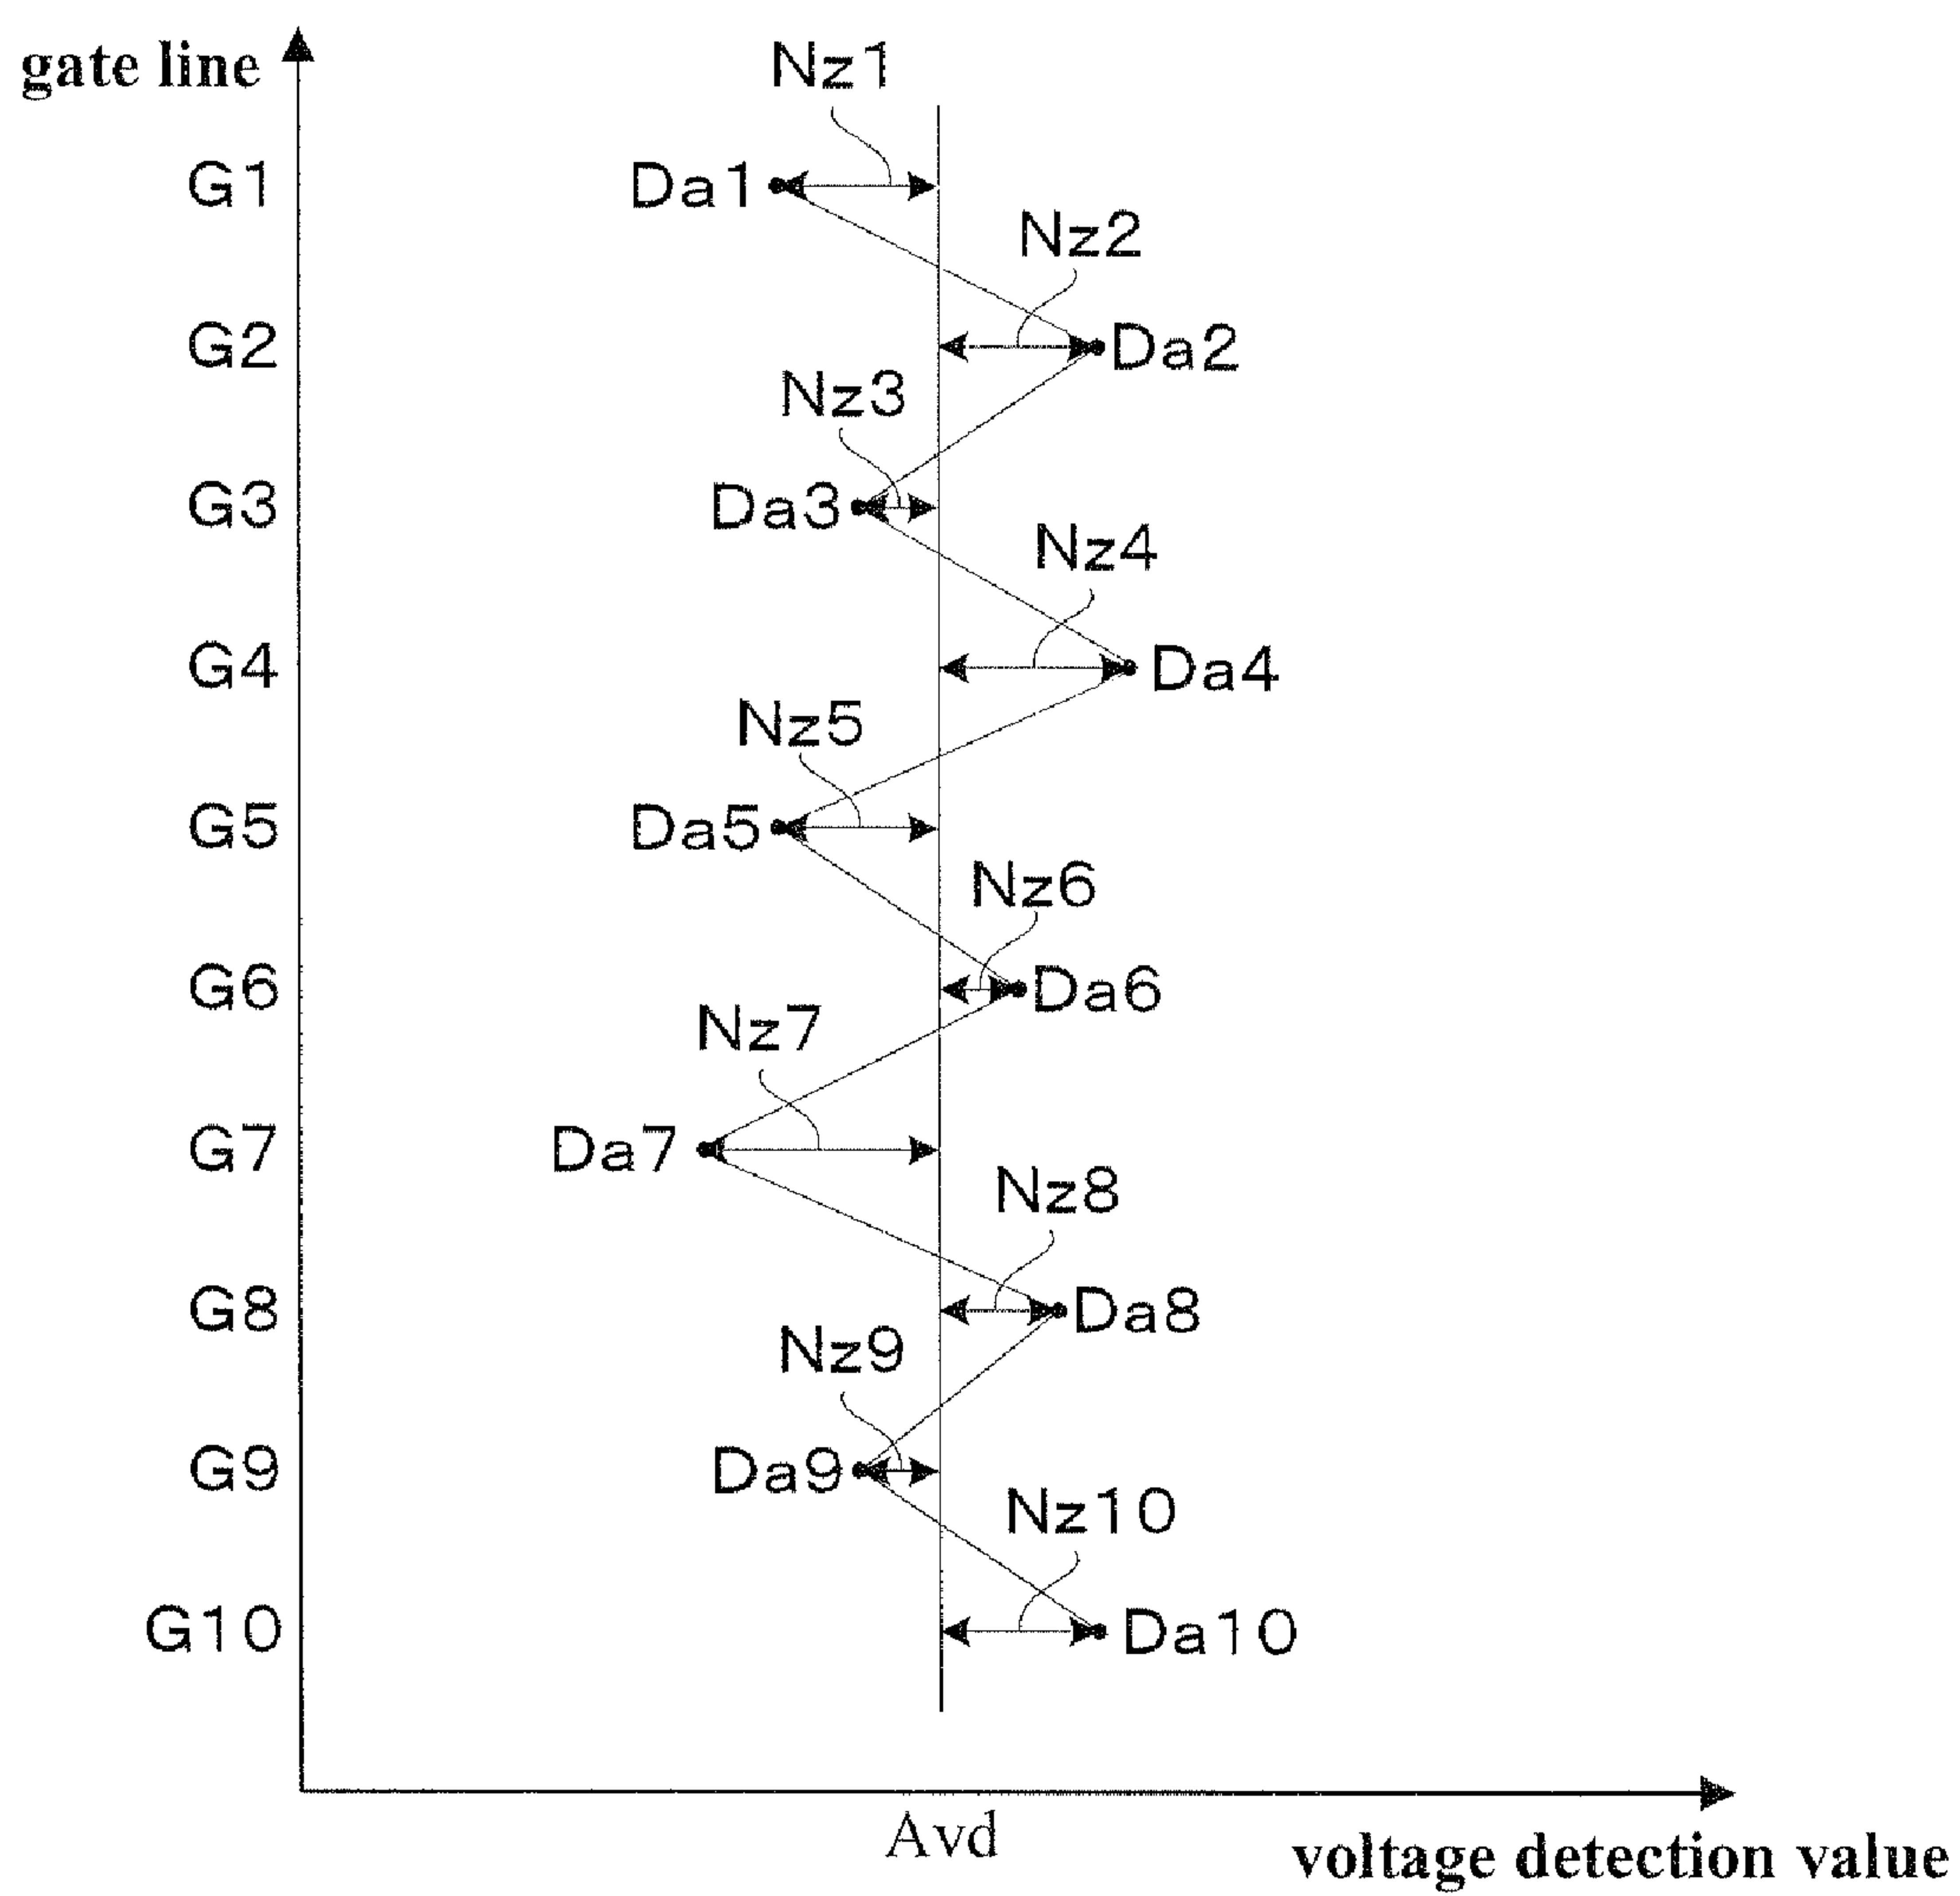 gate line
Nz1
G1
Da1
Nz2
G2
Da2
Nz3
G3
Da3
Nz4
G4
Da4
Nz5
G5
Da5
Nz6
G6
Da6
Nz7
G7
Da7
Nz8
G8
Da8
Nz9
G9
Da9
Nz10
G10
Da10
Avd
voltage detection value